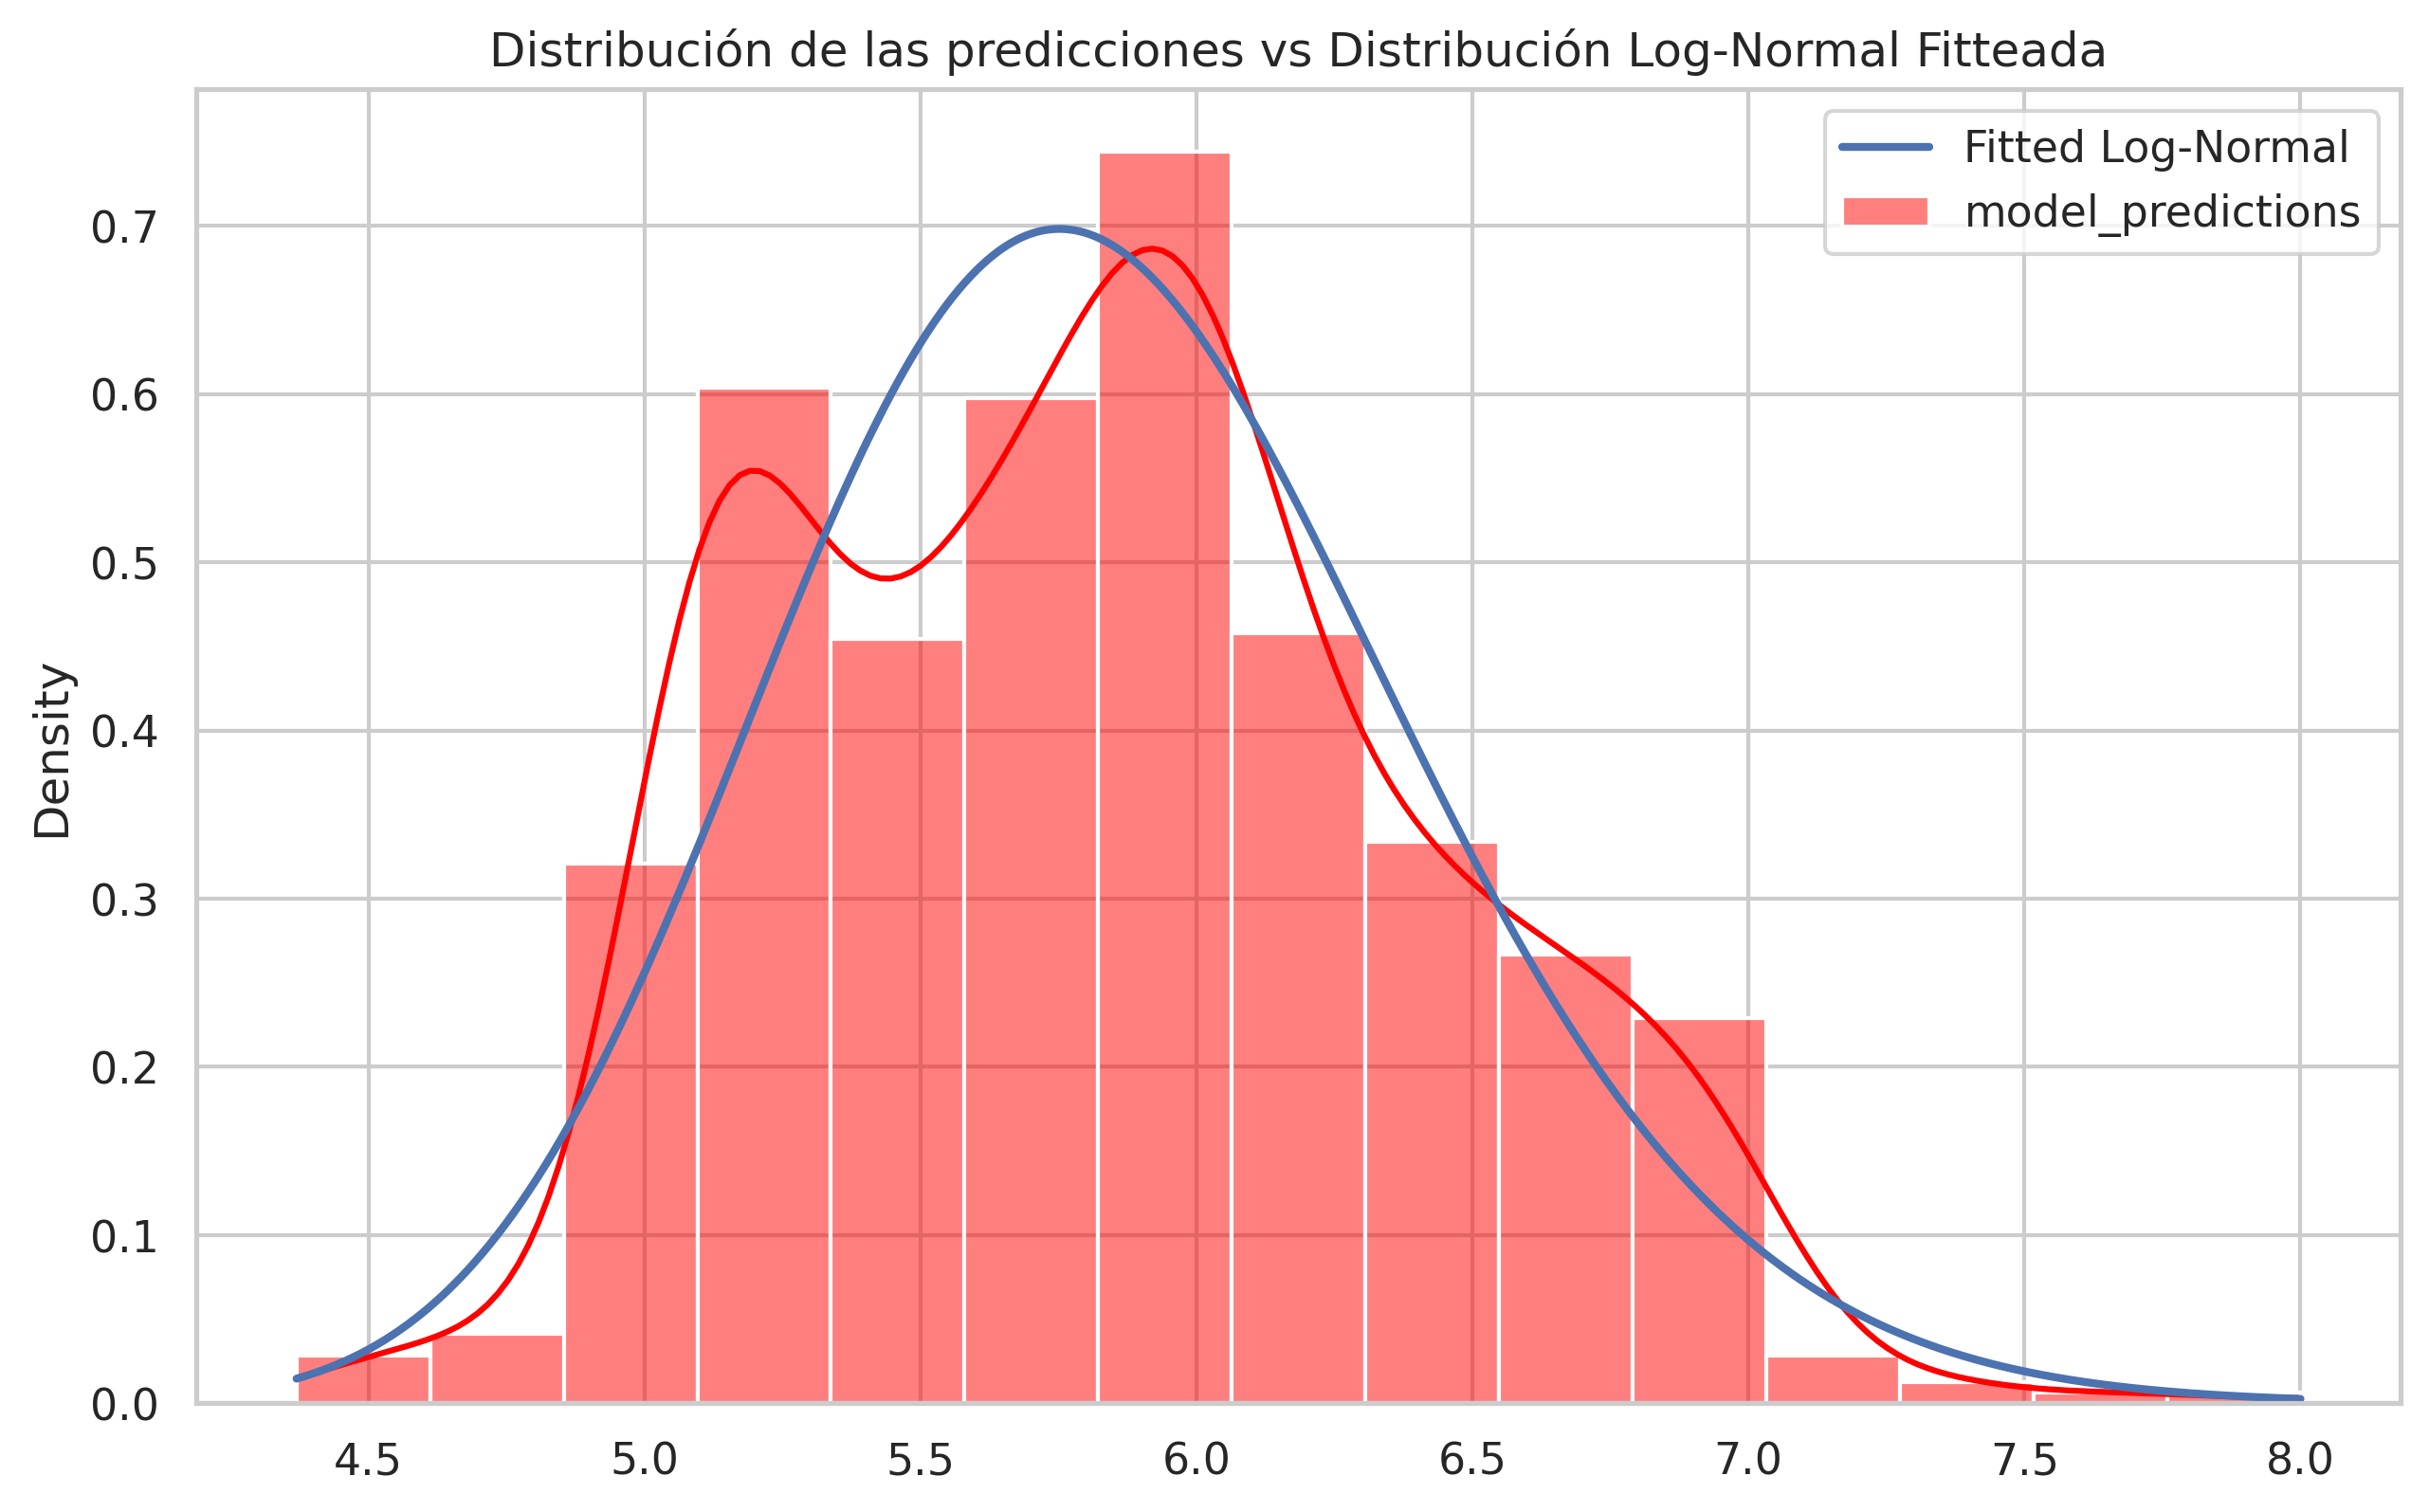 Distribución de las predicciones vs Distribución Log-Normal Fitteada
Fitted Log-Normal
model_predictions
Density
0.7
0.6
0.5
0.4
0.3
0.2
0.1
0.0
4.5 5.0 5.5 6.0 6.5 7.0 7.5 8.0